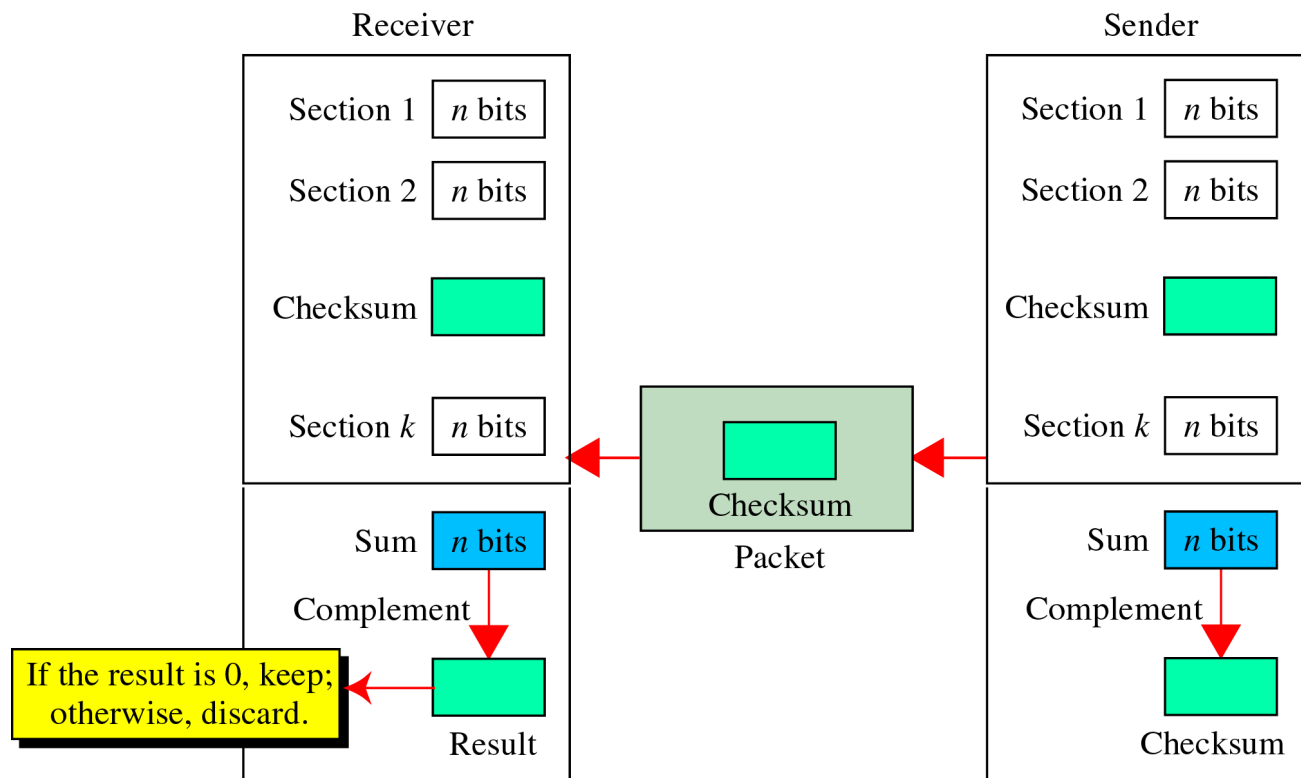 Receiver
Section 1 n bits
Section 2 n bits
Checksum
Section k n bits
Sum n bits
Complement
Result
If the result is 0, keep;
otherwise, discard.
Checksum
Packet
Sender
Section 1 n bits
Section 2 n bits
Checksum
Section k n bits
Sum n bits
Complement
Checksum